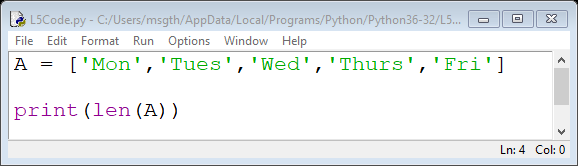 L5Code.py - C:/Users/msgth/AppData/Local/Programs/Python/Python36-32/L5...
File Edit Format Run Options Window Help
A = ['Mon','Tues','Wed','Thurs','Fri']
print(len(A))
Ln: 4 Col: 0